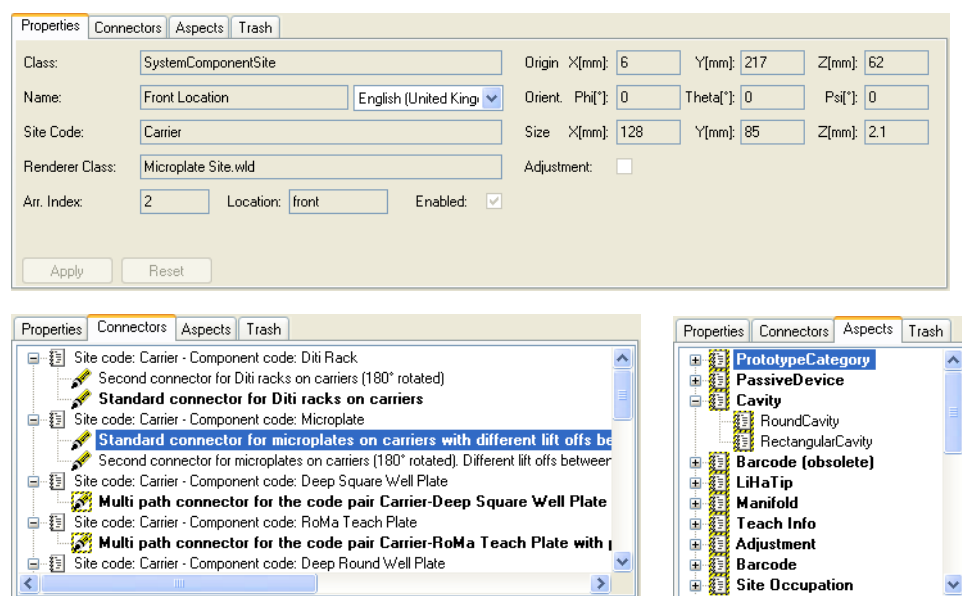 Properties Connectors Aspects Trash
Class: SystemComponentSite Origin X[mm]: 6 Y[mm]: 217 Z[mm]: 62
Name: Front Location English (United King Orient. Phi[°]: 0 Theta[°]: 0 Psi[°]: 0
Site Code: Carrier Size X[mm]: 128 Y[mm]: 85 Z[mm]: 2.1
Renderer Class: Microplate Site.wld Adjustment:
Arr. Index: 2 Location: front Enabled:
Apply Reset
Properties Connectors Aspects Trash
Site code: Carrier - Component code: Diti Rack
Second connector for Diti racks on carriers (180° rotated)
Standard connector for Diti racks on carriers
Site code: Carrier - Component code: Microplate
Standard connector for microplates on carriers with different lift offs be
Second connector for microplates on carriers (180° rotated). Different lift offs between
Site code: Carrier - Component code: Deep Square Well Plate
Multi path connector for the code pair Carrier-Deep Square Well Plate
Site code: Carrier - Component code: RoMa Teach Plate
Multi path connector for the code pair Carrier-RoMa Teach Plate with
Site code: Carrier - Component code: Deep Round Well Plate
Properties Connectors Aspects Trash
PrototypeCategory
PassiveDevice
Cavity
RoundCavity
RectangularCavity
Barcode (obsolete)
LiHaTip
Manifold
Teach Info
Adjustment
Barcode
Site Occupation